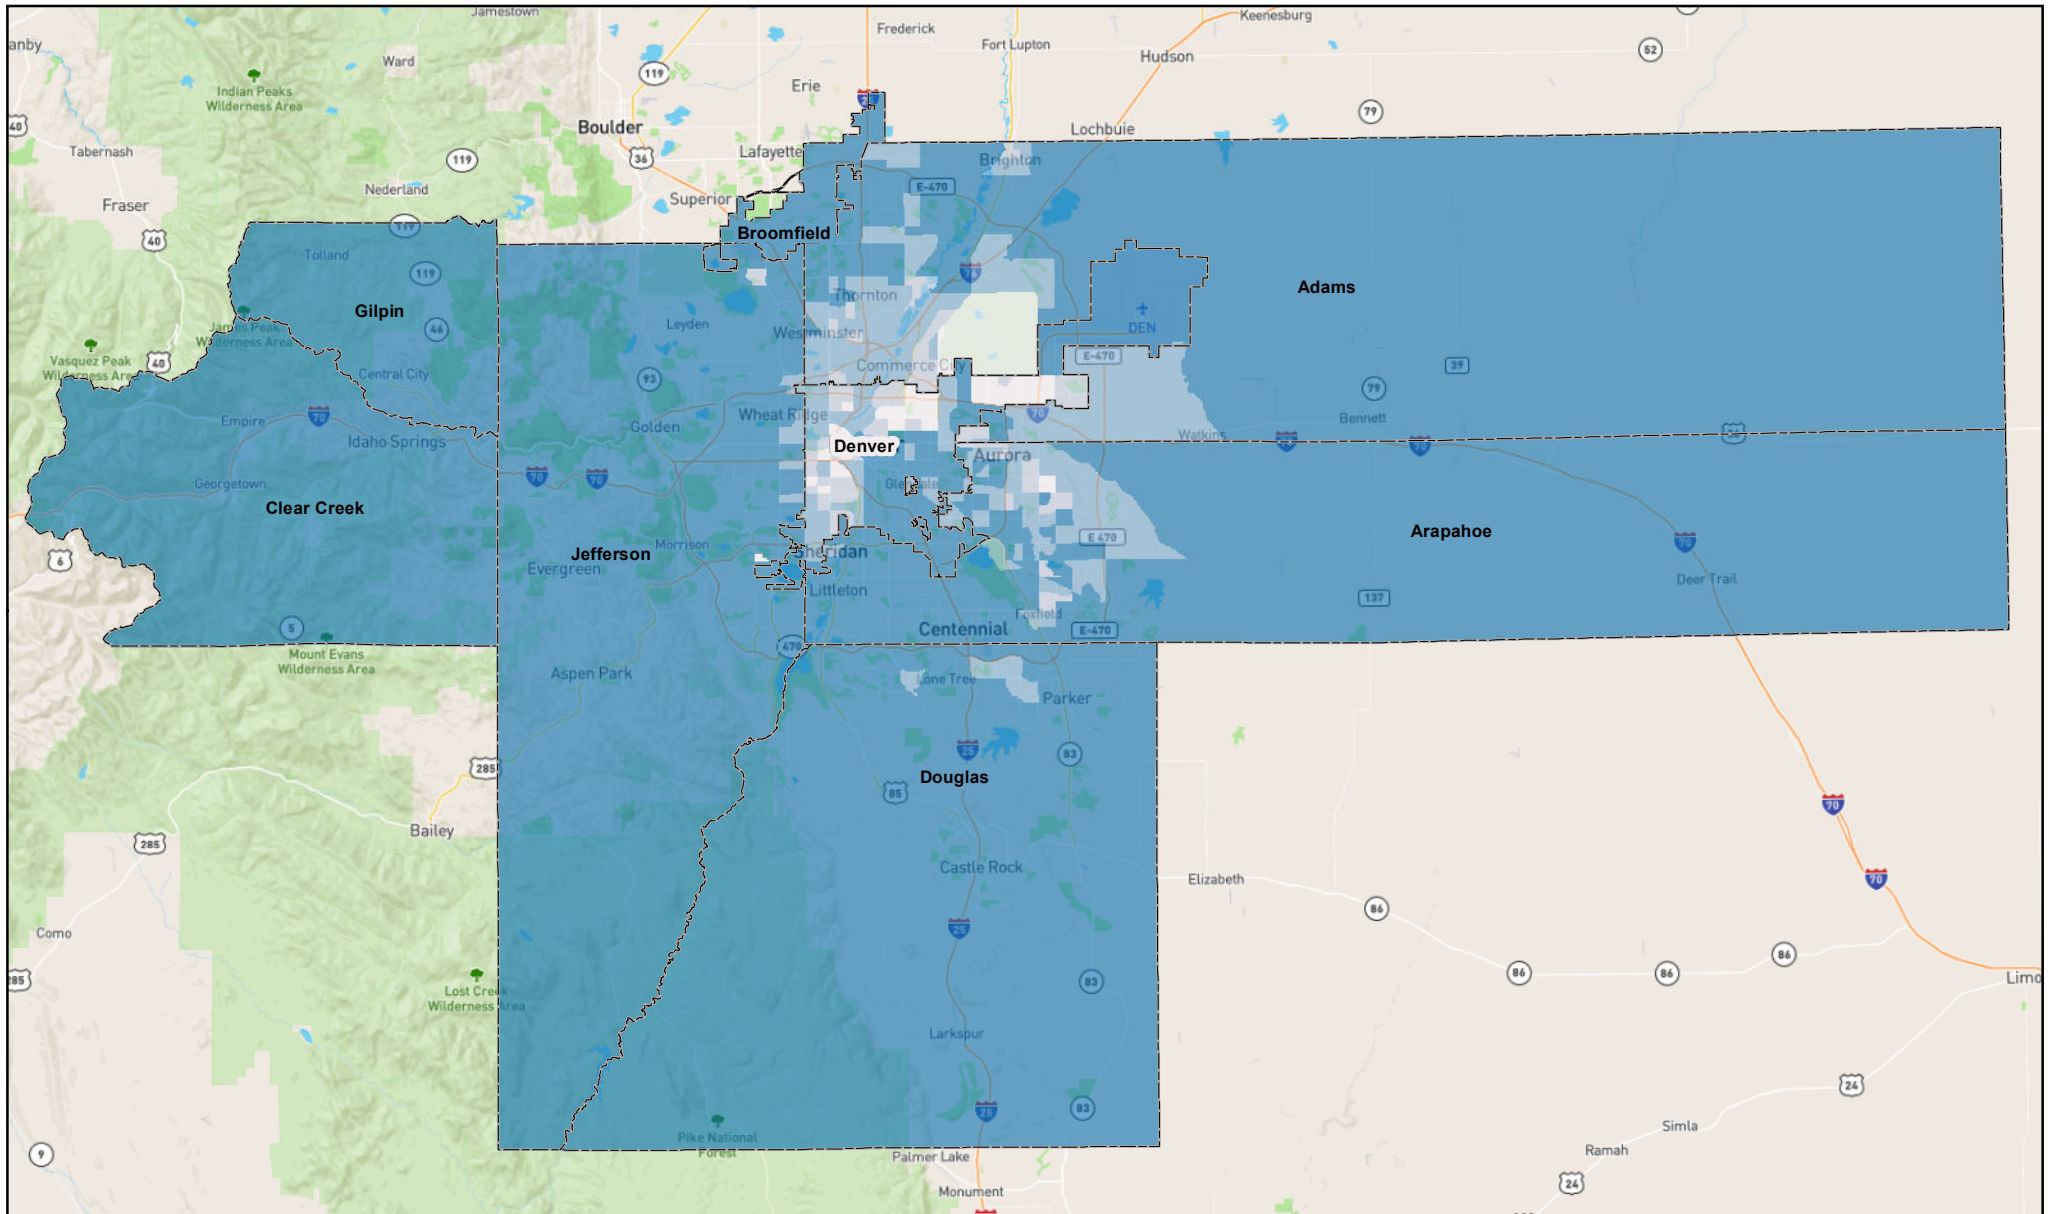 Jamestown
Keenesburg
Frederick
anby
Fort Lupton
52
Hudson
Ward
119
Erie
Indian Peaks
Wilderness Area
79
40
Boulder
Lochbuie
Tabernash
Lafayette
36
119
Brighton
Nederland
E-470
Superior
Fraser
119
Broomfield
40
Tolland
119
76
Adams
Thornton
Gilpin
James Peak
Wilderness Area
46
Leyden
DEN
Westminster
Vasquez Peak
Wilderness Area
40
E-470
Commerce City
39
Central City
93
79
Empire
70
Wheat Ridge
70
Bennett
Golden
Idaho Springs
Denver
Watkins
36
70
Aurora
70
70
Georgetown
Glendale
Clear Creek
Arapahoe
E 470
70
Jefferson
Morrison
Sheridan
6
Evergreen
Deer Trail
Littleton
137
Foxfield
5
Centennial
E-470
Mount Evans
Wilderness Area
470
Aspen Park
Lone Tree
Parker
25
83
285
Douglas
85
70
Bailey
285
Castle Rock
Elizabeth
70
86
25
Como
86
285
Lost Creek
Wilderness Area
83
86
86
Limo
Larkspur
24
25
83
Pike National
Forest
Simla
9
Palmer Lake
Ramah
24
Monument